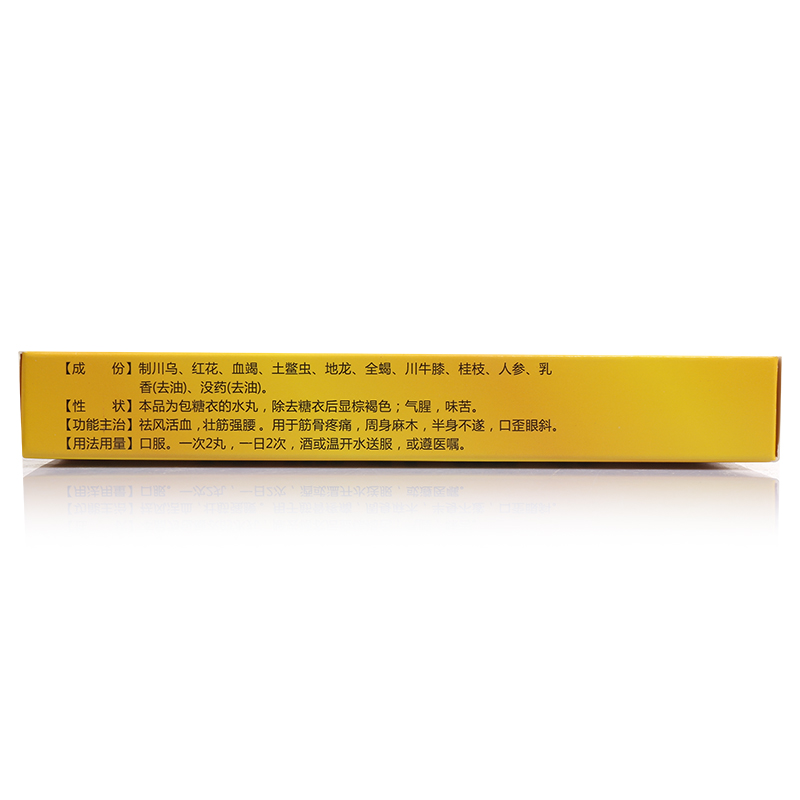 【成　份】制川乌、红花、血竭、土鳖虫、地龙、全蝎、川牛膝、桂枝、人参、乳
香(去油)、没药(去油)。
【性　状】本品为包糖衣的水丸，除去糖衣后显棕褐色；气腥，味苦。
【功能主治】祛风活血，壮筋强腰。用于筋骨疼痛，周身麻木，半身不遂，口歪眼斜。
【用法用量】口服。一次2丸，一日2次，酒或温开水送服，或遵医嘱。